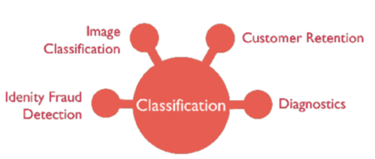 Image
Classification
Customer Retention
Idenity Fraud
Detection
Classification
Diagnostics